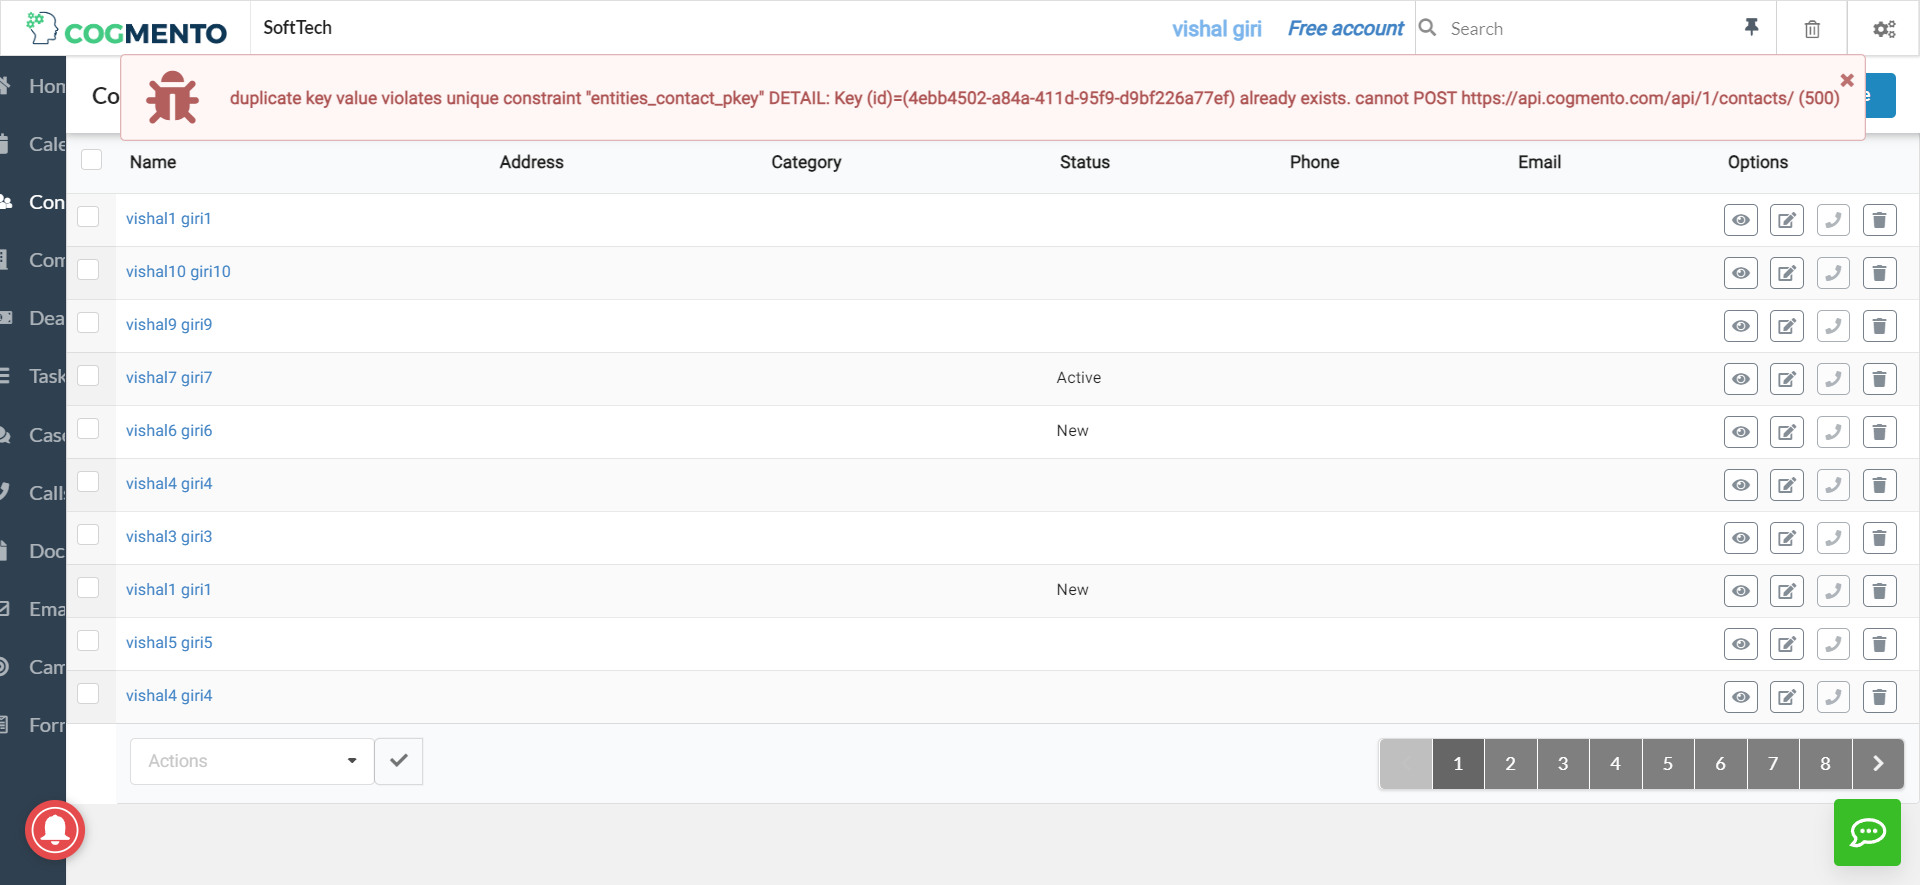 COGMENTO
SoftTech
vishal giri
Free account
Search
duplicate key value violates unique constraint "entities_contact_pkey" DETAIL: Key (id)=(4ebb4502-a84a-411d-95f9-d9bf226a77ef) already exists. cannot POST https://api.cogmento.com/api/1/contacts/ (500)
Co
e
Hom
Cale
Con
Com
Dea
Task
Case
Calls
Doc
Ema
Cam
Forr
Name Address Category Status Phone Email Options
vishal1 giri1
vishal10 giri10
vishal9 giri9
vishal7 giri7 Active
vishal6 giri6 New
vishal4 giri4
vishal3 giri3
vishal1 giri1 New
vishal5 giri5
vishal4 giri4
Actions
1 2 3 4 5 6 7 8